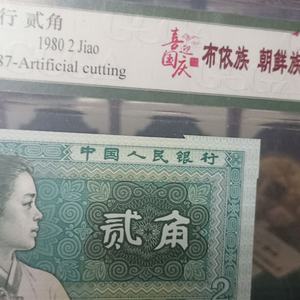 行 贰角
1980 2 Jiao
87-Artificial cutting
喜迎国庆
布依族 朝鲜族
中国人民银行
贰角
2